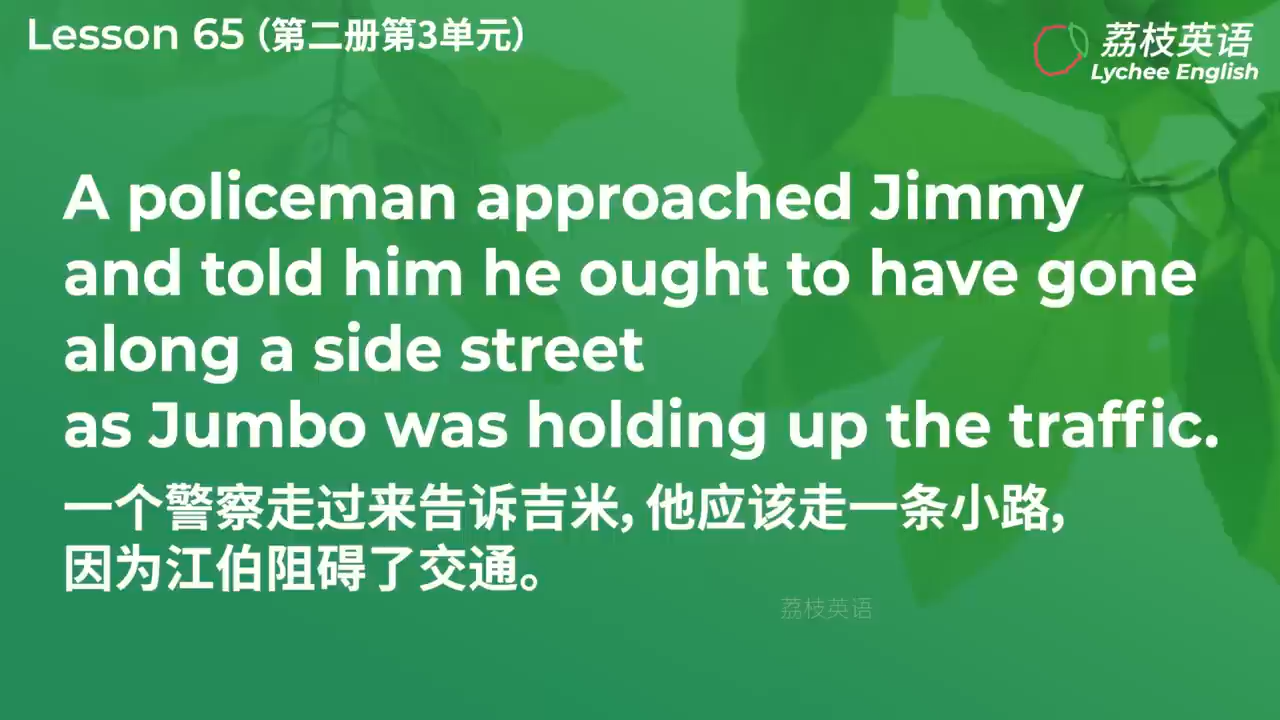 Lesson 65 (第二册第3单元)
荔枝英语
Lychee English
A policeman approached Jimmy
and told him he ought to have gone
along a side street
as Jumbo was holding up the traffic.
一个警察走过来告诉吉米, 他应该走一条小路,
因为江伯阻碍了交通。
荔枝英语